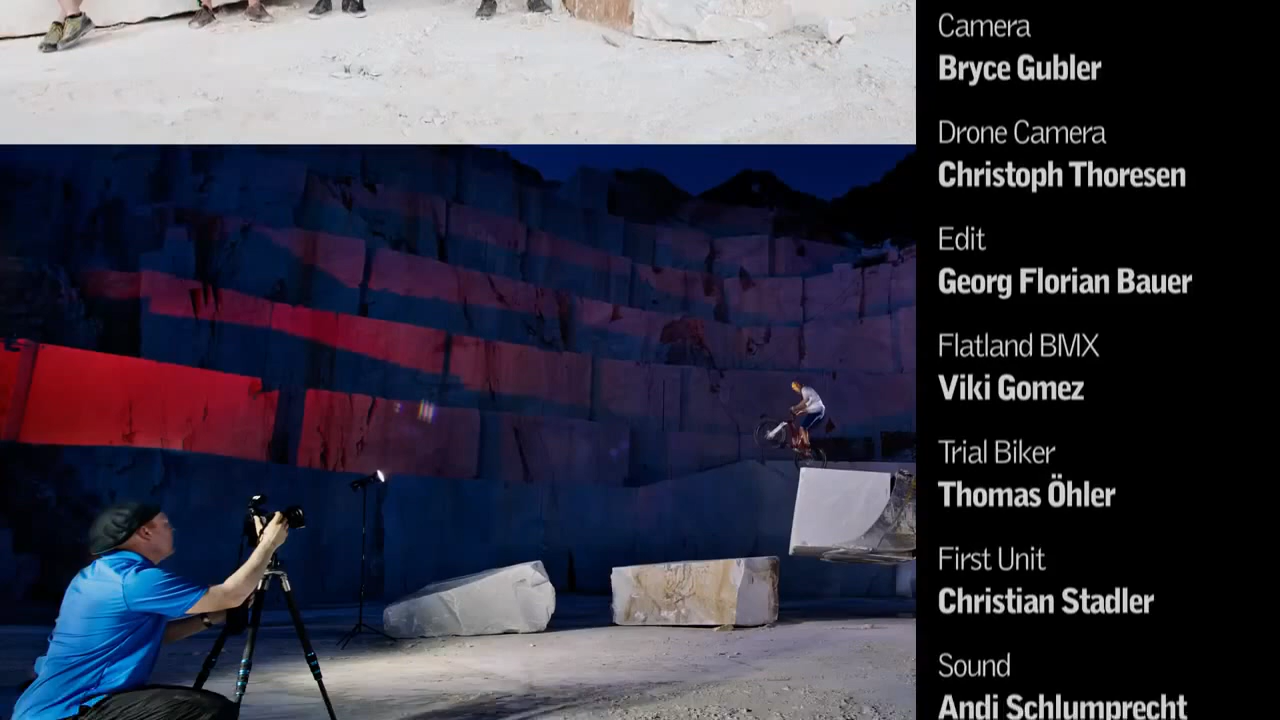 Camera
Bryce Gubler
Drone Camera
Christoph Thoresen
Edit
Georg Florian Bauer
Flatland BMX
Viki Gomez
Trial Biker
Thomas Öhler
First Unit
Christian Stadler
Sound
Andi Schlumprecht